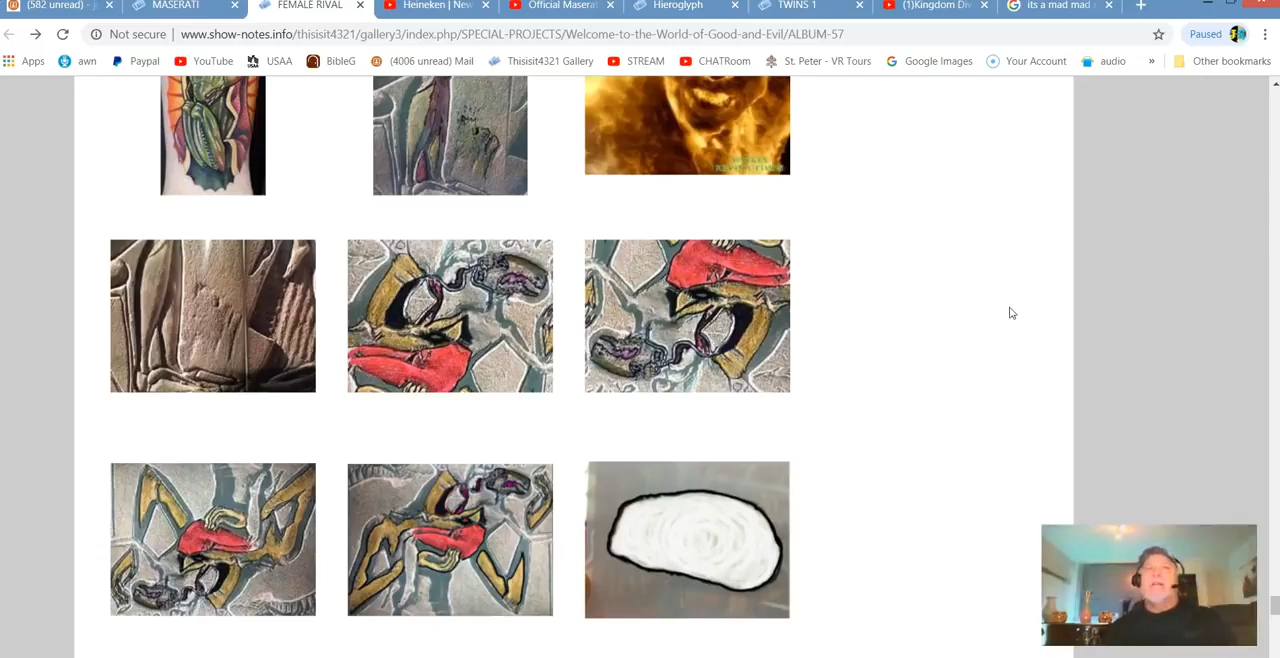 (582 unread) - j
MASERATI
FEMALE RIVAL
Heineken | New
Official Maserat
Hieroglyph
TWINS 1
(1)Kingdom Div
its a mad mad
Not secure | www.show-notes.info/thisisit4321/gallery3/index.php/SPECIAL-PROJECTS/Welcome-to-the-World-of-Good-and-Evil/ALBUM-57
Paused
Apps
awn
Paypal
YouTube
USAA
BibleG
(4006 unread) Mail
Thisisit4321 Gallery
STREAM
CHATRoom
St. Peter - VR Tours
Google Images
Your Account
audio
»
Other bookmarks